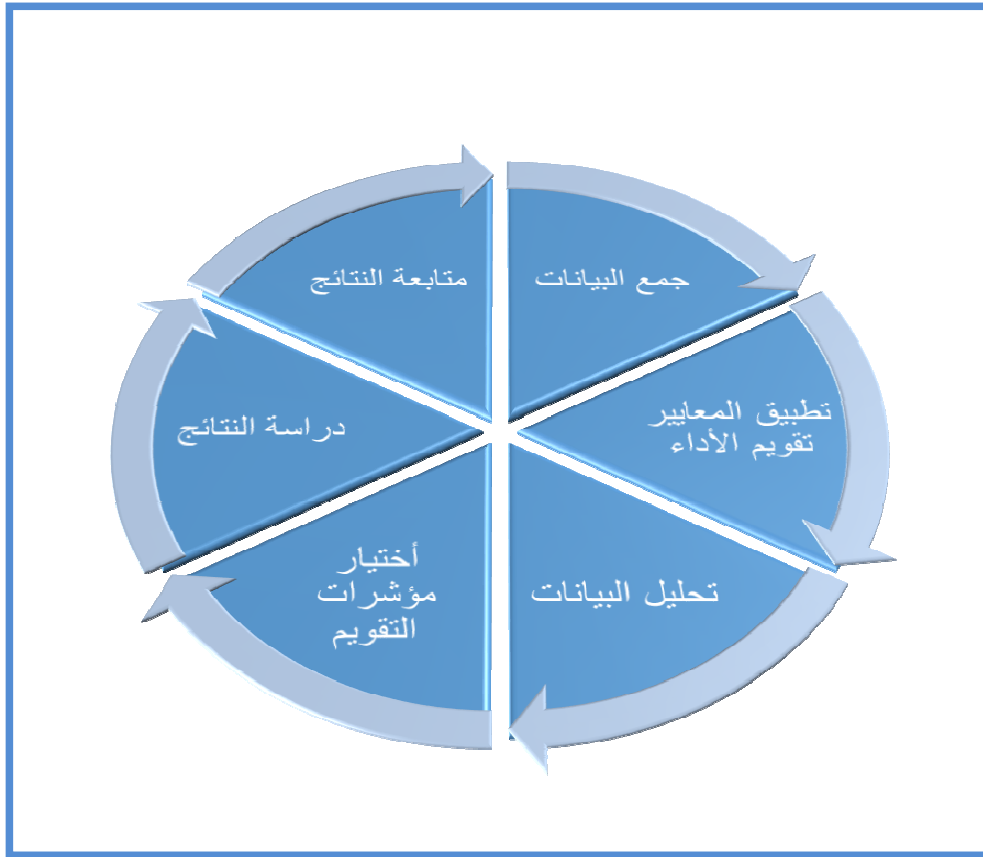 جمع البيانات
تطبيق المعايير
تقويم الأداء
تحليل البيانات
أختيار
مؤشرات
التقويم
دراسة النتائج
متابعة النتائج